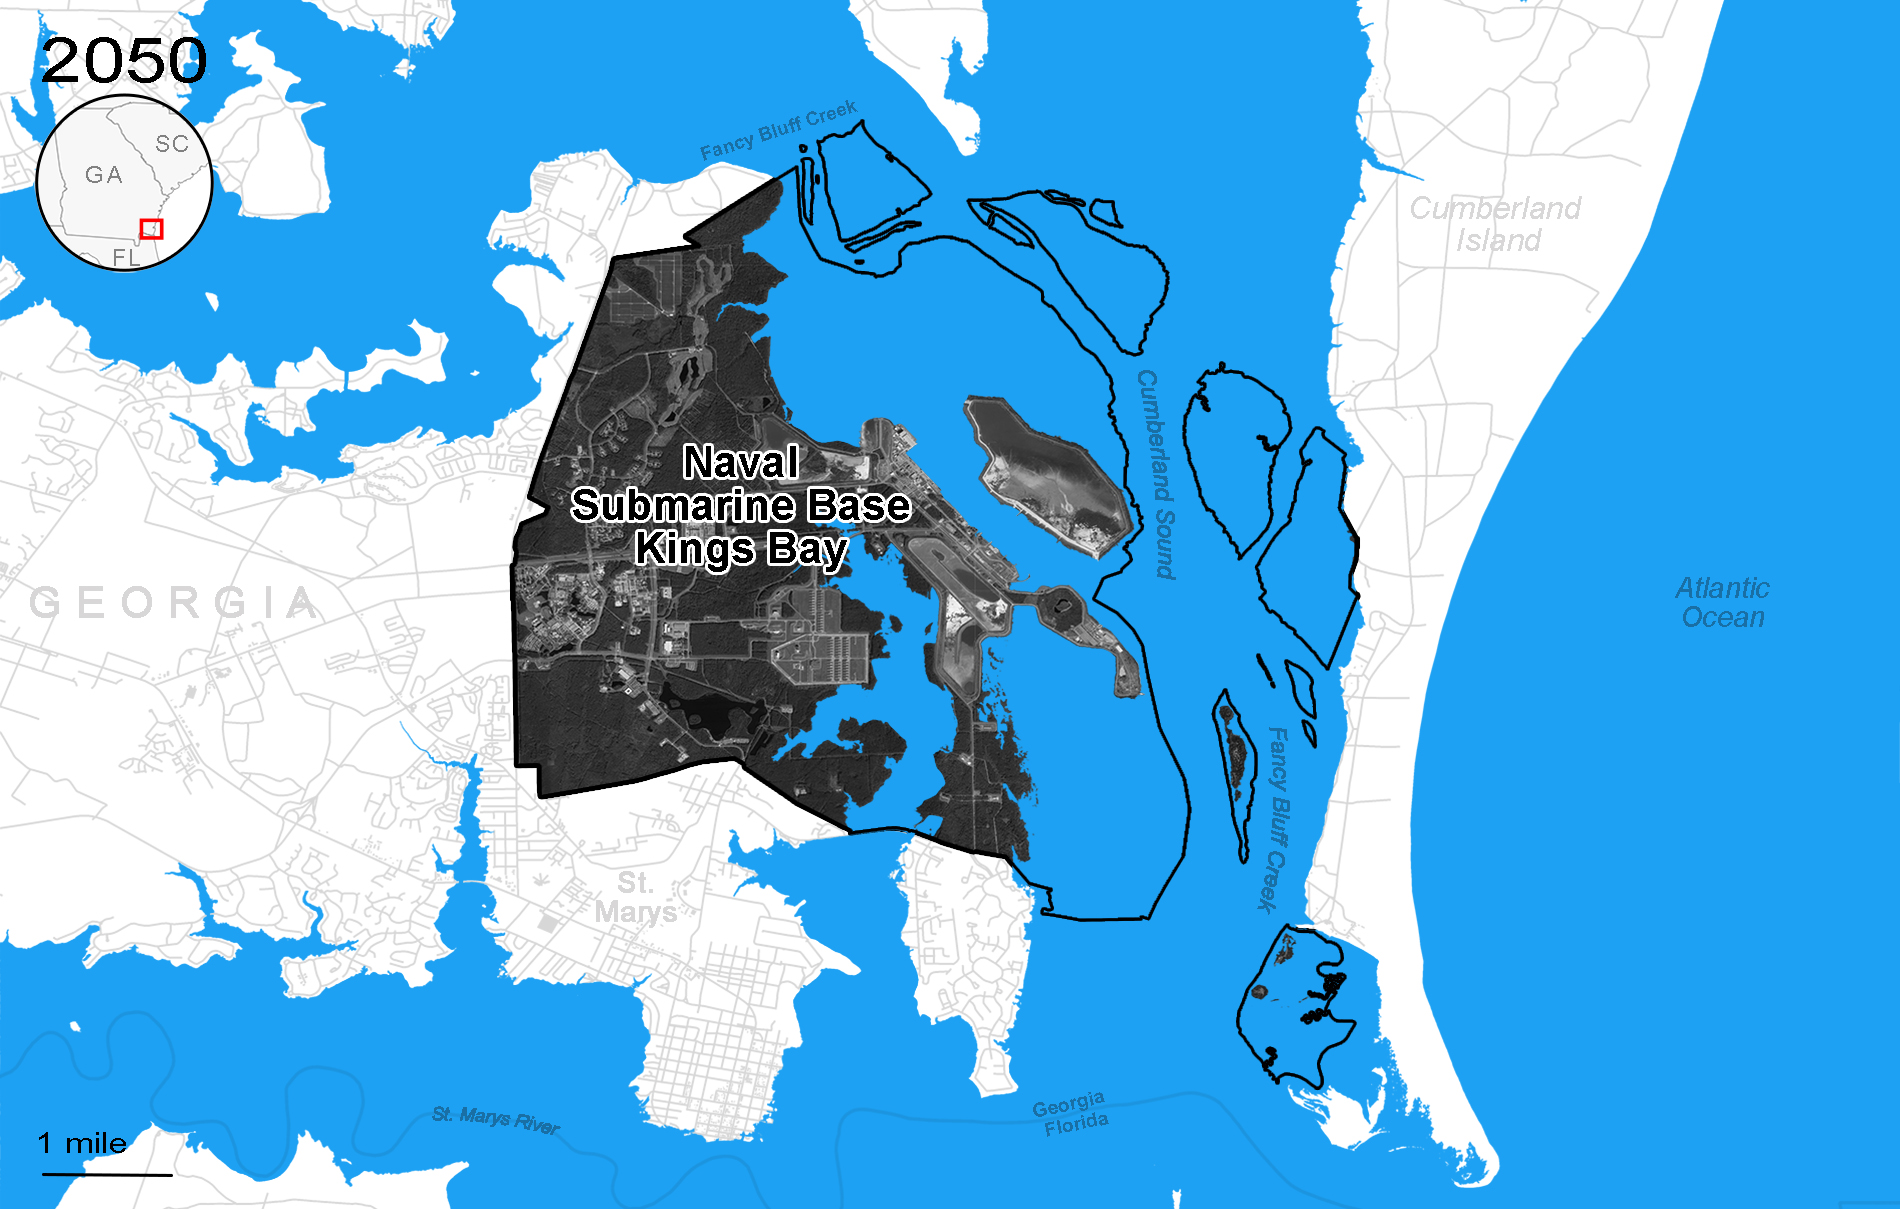 2050
SC
GA
FL
Fancy Bluff Creek
Cumberland
Island
Cumberland Sound
Naval
Submarine Base
Kings Bay
GEORGIA
Atlantic
Ocean
Fancy Bluff Creek
St.
Marys
Georgia
Florida
St. Marys River
1 mile